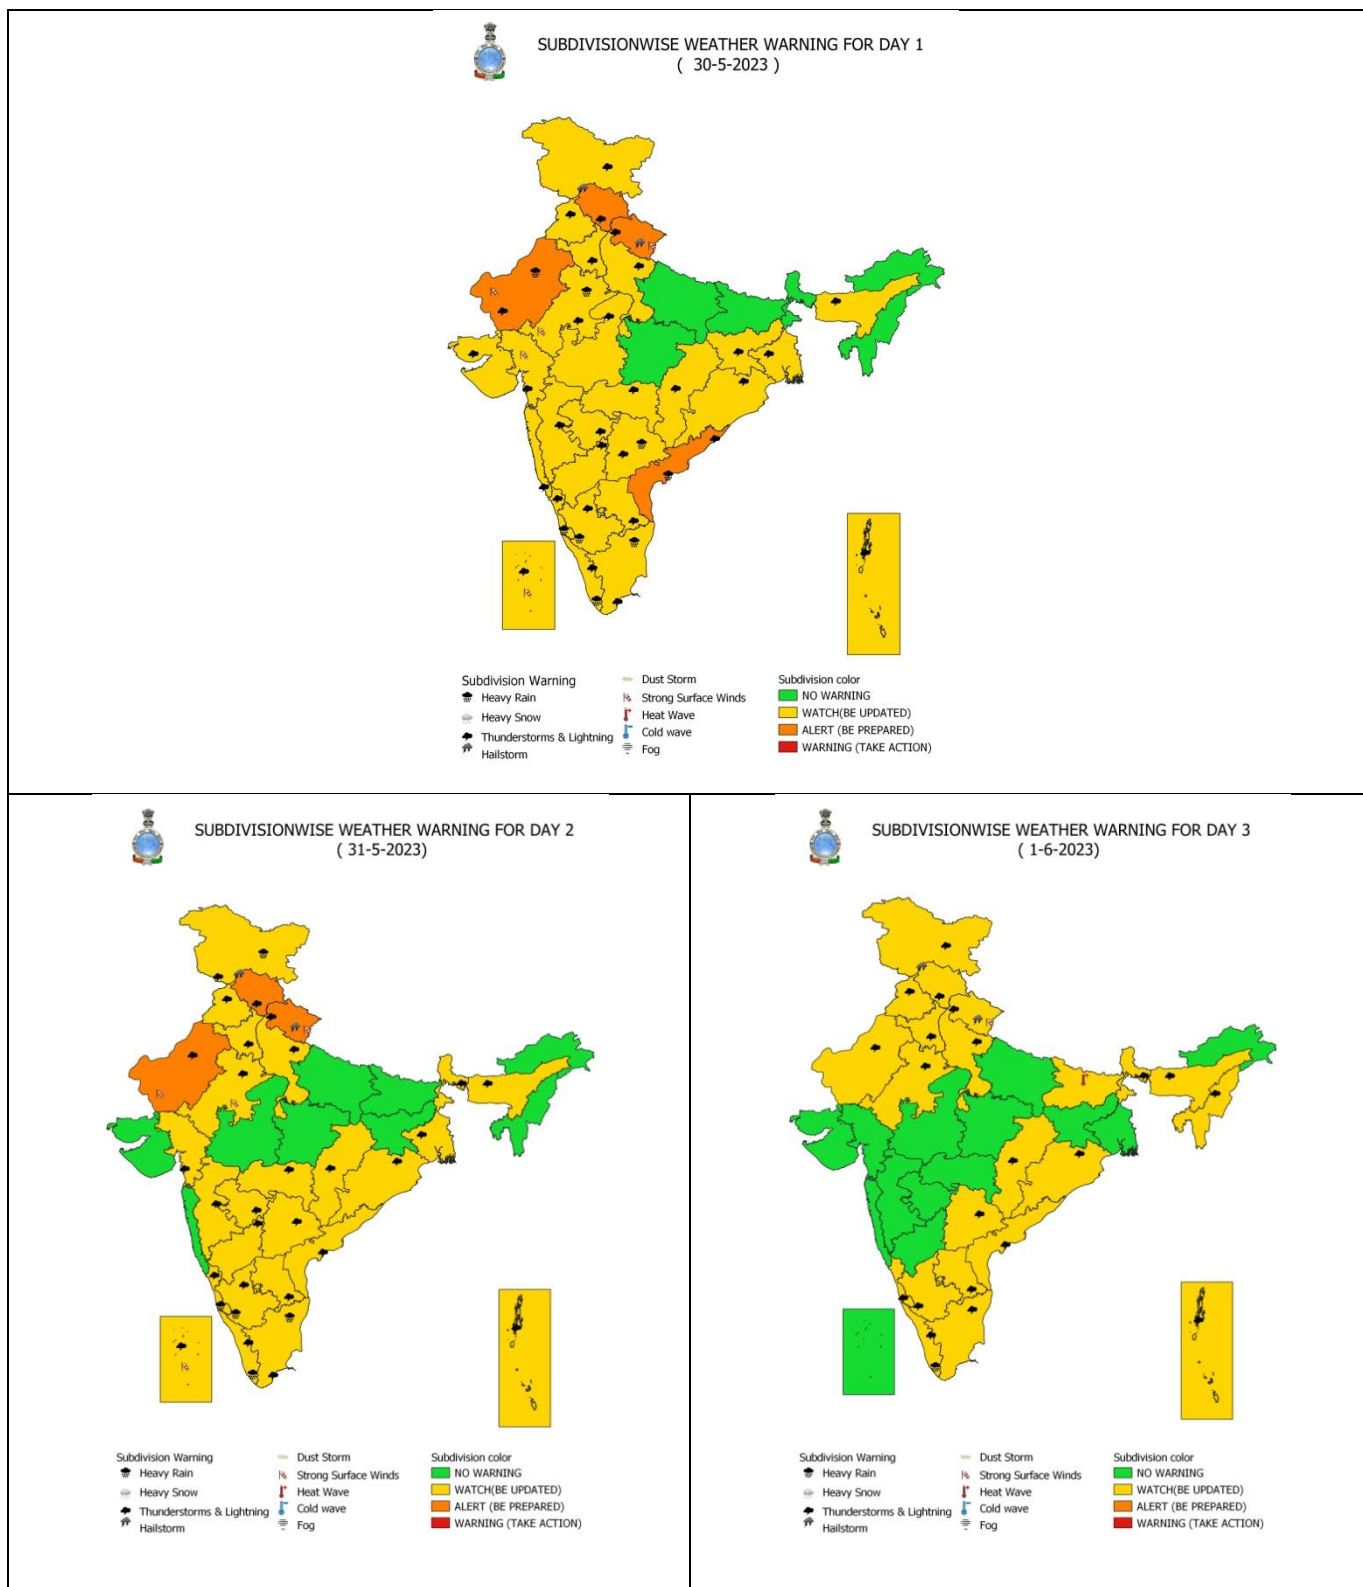 SUBDIVISIONWISE WEATHER WARNING FOR DAY 1
( 30-5-2023 )
Subdivision Warning
Heavy Rain
Heavy Snow
Thunderstorms & Lightning
Hailstorm
Dust Storm
Strong Surface Winds
Heat Wave
Cold wave
Fog
Subdivision color
NO WARNING
WATCH(BE UPDATED)
ALERT (BE PREPARED)
WARNING (TAKE ACTION)
SUBDIVISIONWISE WEATHER WARNING FOR DAY 2
( 31-5-2023)
Subdivision Warning
Heavy Rain
Heavy Snow
Thunderstorms & Lightning
Hailstorm
Dust Storm
Strong Surface Winds
Heat Wave
Cold wave
Fog
Subdivision color
NO WARNING
WATCH(BE UPDATED)
ALERT (BE PREPARED)
WARNING (TAKE ACTION)
SUBDIVISIONWISE WEATHER WARNING FOR DAY 3
( 1-6-2023)
Subdivision Warning
Heavy Rain
Heavy Snow
Thunderstorms & Lightning
Hailstorm
Dust Storm
Strong Surface Winds
Heat Wave
Cold wave
Fog
Subdivision color
NO WARNING
WATCH(BE UPDATED)
ALERT (BE PREPARED)
WARNING (TAKE ACTION)